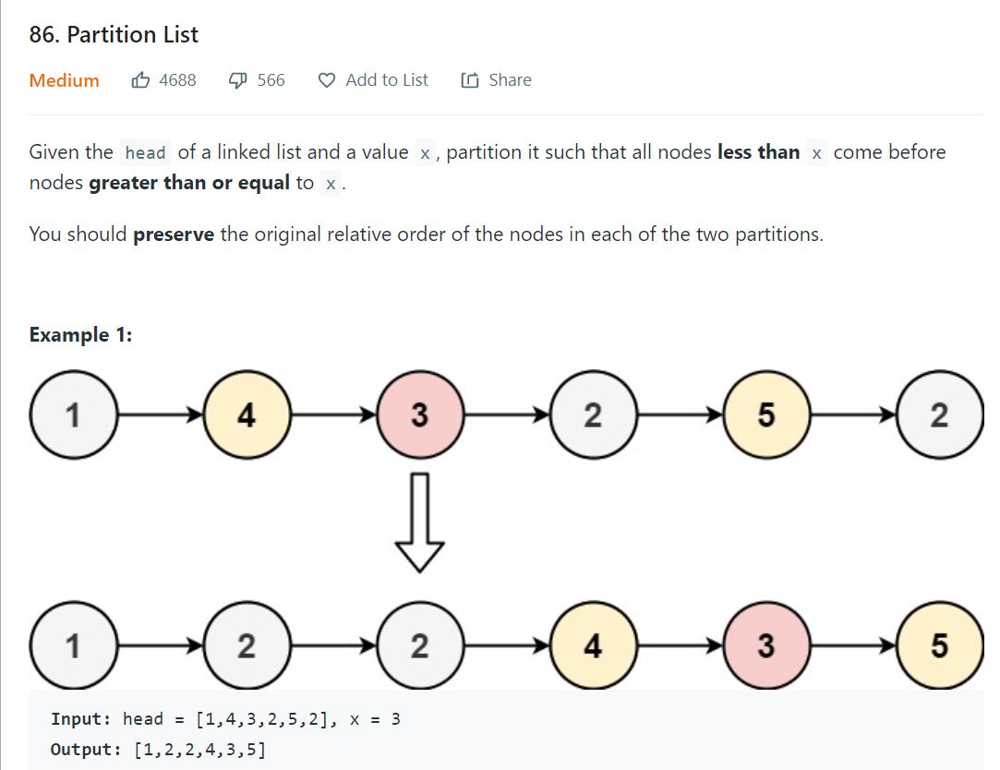 86. Partition List
Medium 4688 566 Add to List Share
Given the head of a linked list and a value x, partition it such that all nodes less than x come before
nodes greater than or equal to x.
You should preserve the original relative order of the nodes in each of the two partitions.
Example 1:
1 4 3 2 5 2
1 2 2 4 3 5
Input: head = [1,4,3,2,5,2], x = 3
Output: [1,2,2,4,3,5]